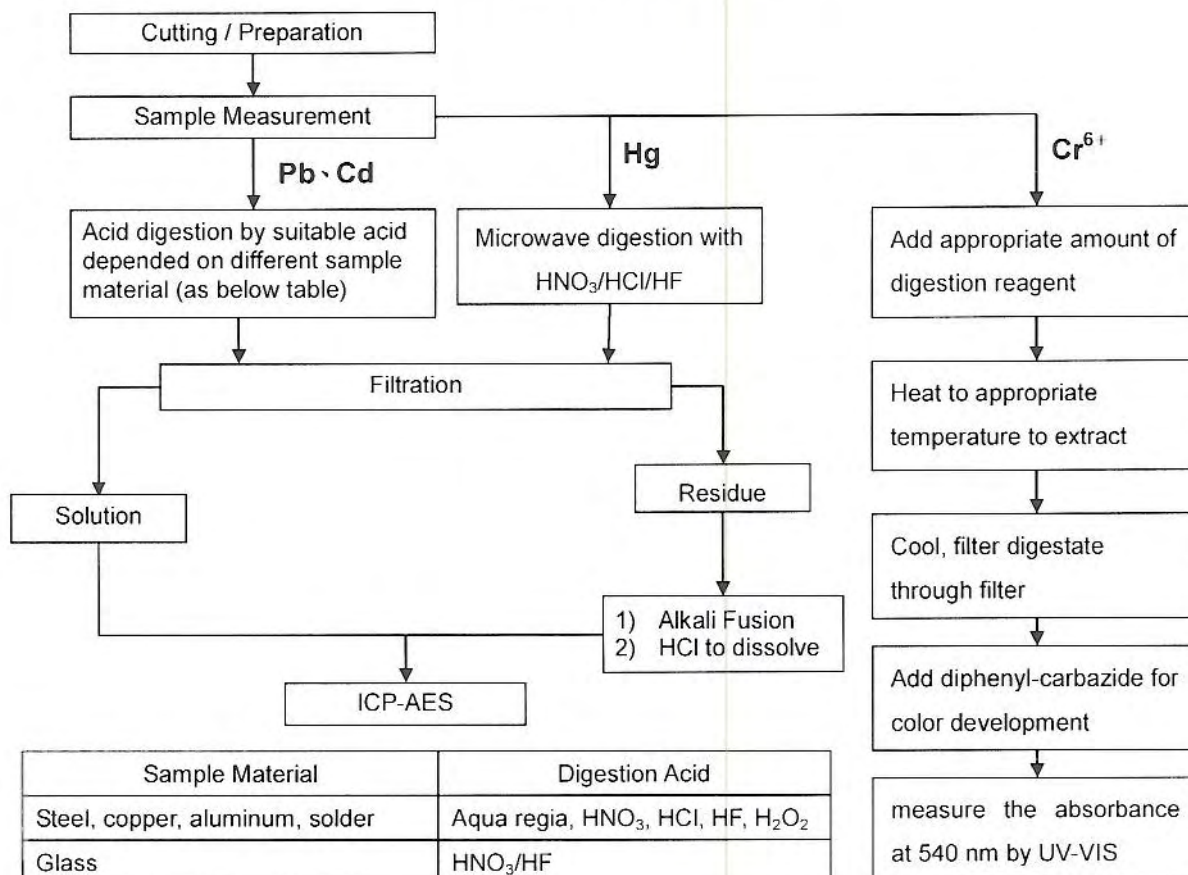 Cutting / Preparation
Sample Measurement
Pb、Cd
Hg
Cr⁶⁺
Acid digestion by suitable acid
depended on different sample
material (as below table)
Microwave digestion with
HNO₃/HCl/HF
Filtration
Solution
Residue
1) Alkali Fusion
2) HCl to dissolve
ICP-AES
Add appropriate amount of
digestion reagent
Heat to appropriate
temperature to extract
Cool, filter digestate
through filter
Add diphenyl-carbazide for
color development
measure the absorbance
at 540 nm by UV-VIS
Sample Material Digestion Acid
Steel, copper, aluminum, solder Aqua regia, HNO₃, HCl, HF, H₂O₂
Glass HNO₃/HF